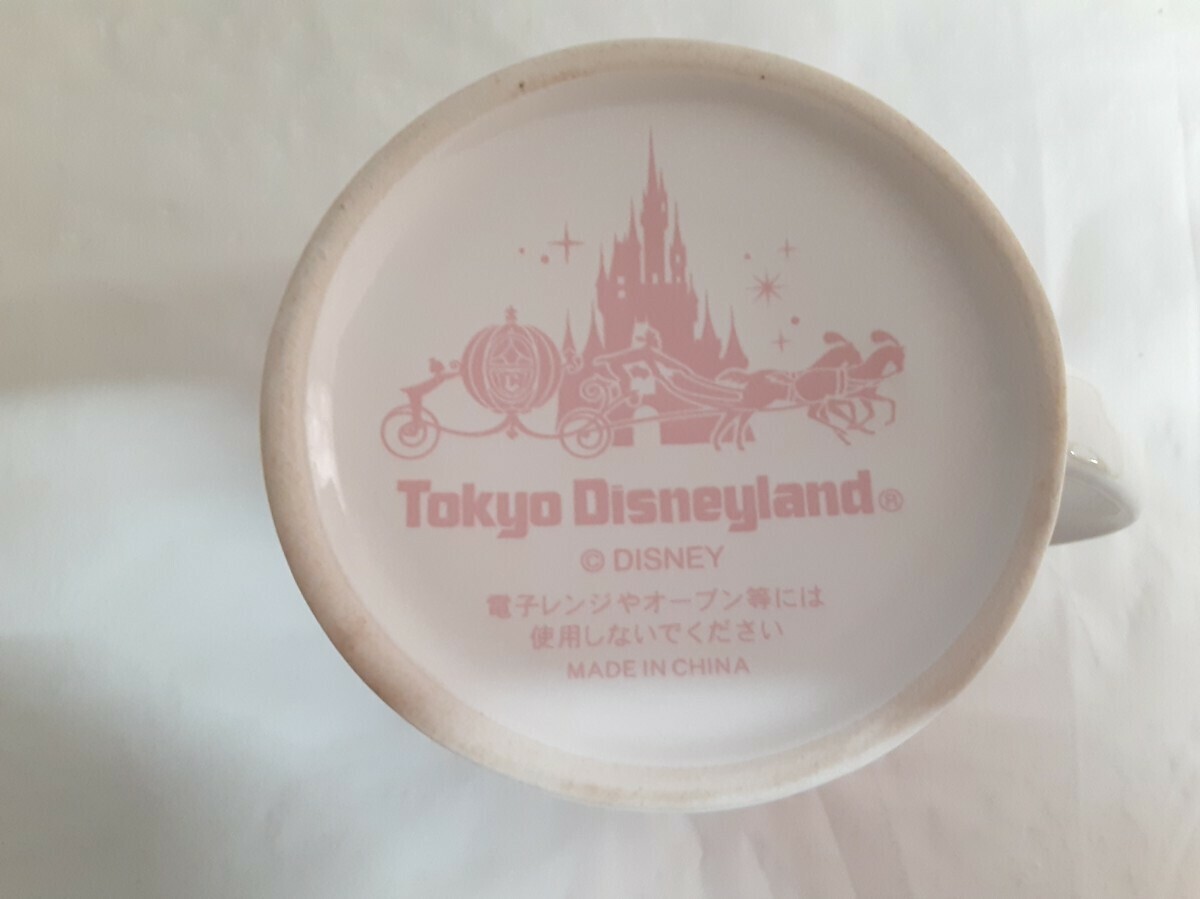 Tokyo Disneyland®
© DISNEY
電子レンジやオーブン等には
使用しないでください
MADE IN CHINA